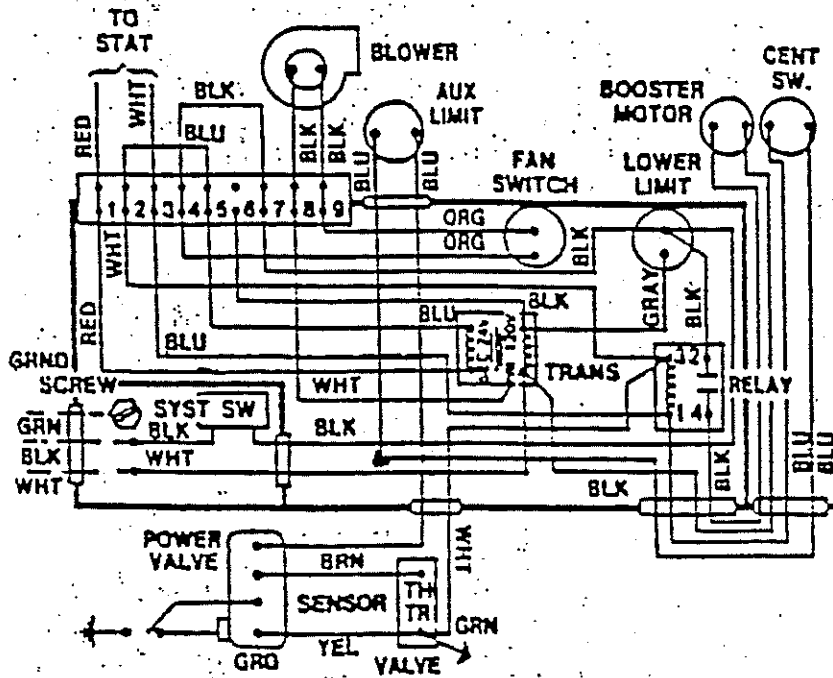 TO
STAT
BLOWER
CENT
SW.
BLK
AUX
LIMIT
BOOSTER
MOTOR
RED
WHT
BLU
BLK
BLK
BLU
BLU
FAN
SWITCH
LOWER
LIMIT
1 2 3 4 5 6 7 8 9
ORG
ORG
BLK
WHT
GRAY
BLK
RED
BLK
BLU
BLU
24V
120V
GRND
SCREW
WHT
TRANS
RELAY
3 2
1 4
SYST SW
GRN
BLK
BLK
BLK
WHT
WHT
BLK
BLK
BLU
BLU
POWER
VALVE
WHT
BRN
SENSOR
TH
TR
GRN
YEL
GRO
VALVE